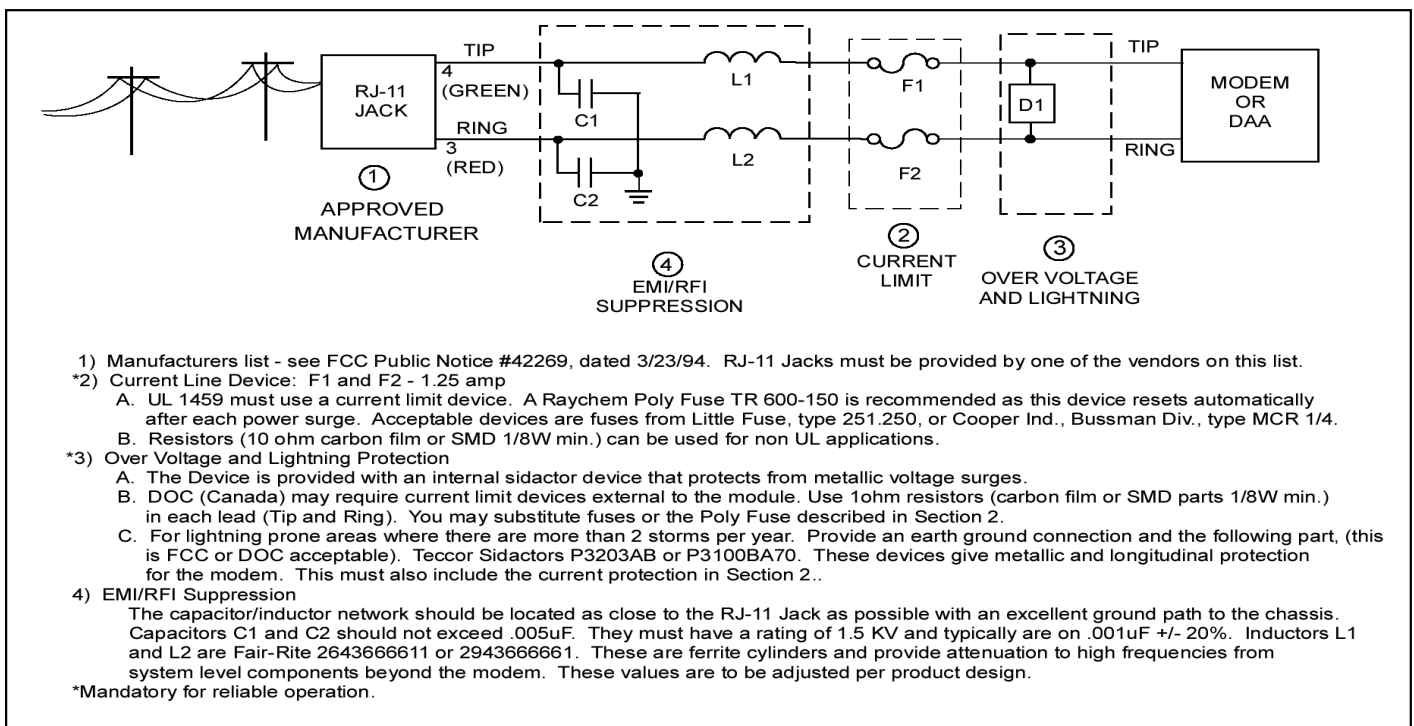 TIP
4
(GREEN)
RJ-11
JACK
RING
3
(RED)
1
APPROVED
MANUFACTURER
C1
C2
L1
L2
4
EMI/RFI
SUPPRESSION
F1
F2
2
CURRENT
LIMIT
D1
3
OVER VOLTAGE
AND LIGHTNING
TIP
RING
MODEM
OR
DAA
1) Manufacturers list - see FCC Public Notice #42269, dated 3/23/94. RJ-11 Jacks must be provided by one of the vendors on this list.
*2) Current Line Device: F1 and F2 - 1.25 amp
A. UL 1459 must use a current limit device. A Raychem Poly Fuse TR 600-150 is recommended as this device resets automatically
after each power surge. Acceptable devices are fuses from Little Fuse, type 251.250, or Cooper Ind., Bussman Div., type MCR 1/4.
B. Resistors (10 ohm carbon film or SMD 1/8W min.) can be used for non UL applications.
*3) Over Voltage and Lightning Protection
A. The Device is provided with an internal sidactor device that protects from metallic voltage surges.
B. DOC (Canada) may require current limit devices external to the module. Use 1ohm resistors (carbon film or SMD parts 1/8W min.)
in each lead (Tip and Ring). You may substitute fuses or the Poly Fuse described in Section 2.
C. For lightning prone areas where there are more than 2 storms per year. Provide an earth ground connection and the following part, (this
is FCC or DOC acceptable). Teccor Sidactors P3203AB or P3100BA70. These devices give metallic and longitudinal protection
for the modem. This must also include the current protection in Section 2..
4) EMI/RFI Suppression
The capacitor/inductor network should be located as close to the RJ-11 Jack as possible with an excellent ground path to the chassis.
Capacitors C1 and C2 should not exceed .005uF. They must have a rating of 1.5 KV and typically are on .001uF +/- 20%. Inductors L1
and L2 are Fair-Rite 2643666611 or 2943666661. These are ferrite cylinders and provide attenuation to high frequencies from
system level components beyond the modem. These values are to be adjusted per product design.
*Mandatory for reliable operation.